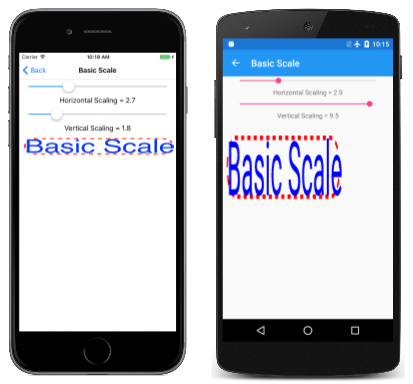 Carrier 10:18 AM
Back Basic Scale
Horizontal Scaling = 2.7
Vertical Scaling = 1.8
Basic Scale
10:15
Basic Scale
Horizontal Scaling = 2.9
Vertical Scaling = 9.5
Basic Scale